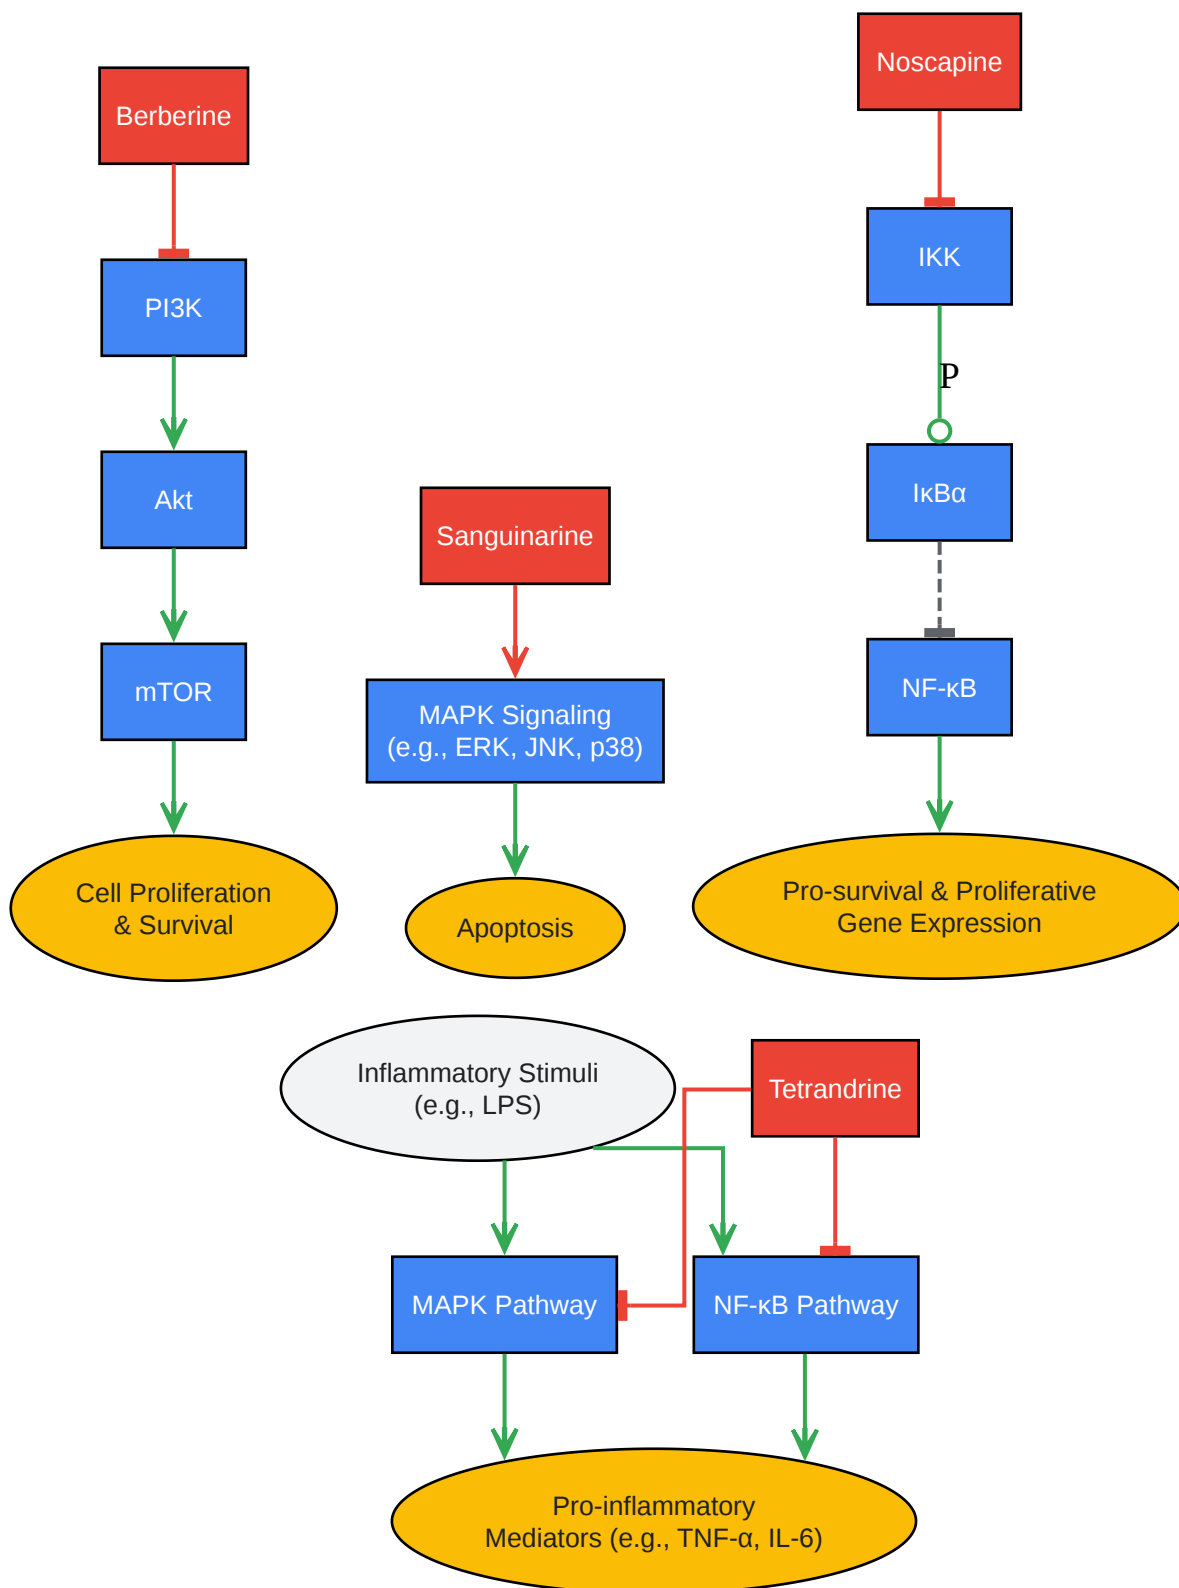 Noscapine
Berberine
IKK
PI3K
P
Akt
IκBα
Sanguinarine
mTOR
NF-κB
MAPK Signaling
(e.g., ERK, JNK, p38)
Cell Proliferation
& Survival
Apoptosis
Pro-survival & Proliferative
Gene Expression
Inflammatory Stimuli
(e.g., LPS)
Tetrandrine
MAPK Pathway
NF-κB Pathway
Pro-inflammatory
Mediators (e.g., TNF-α, IL-6)